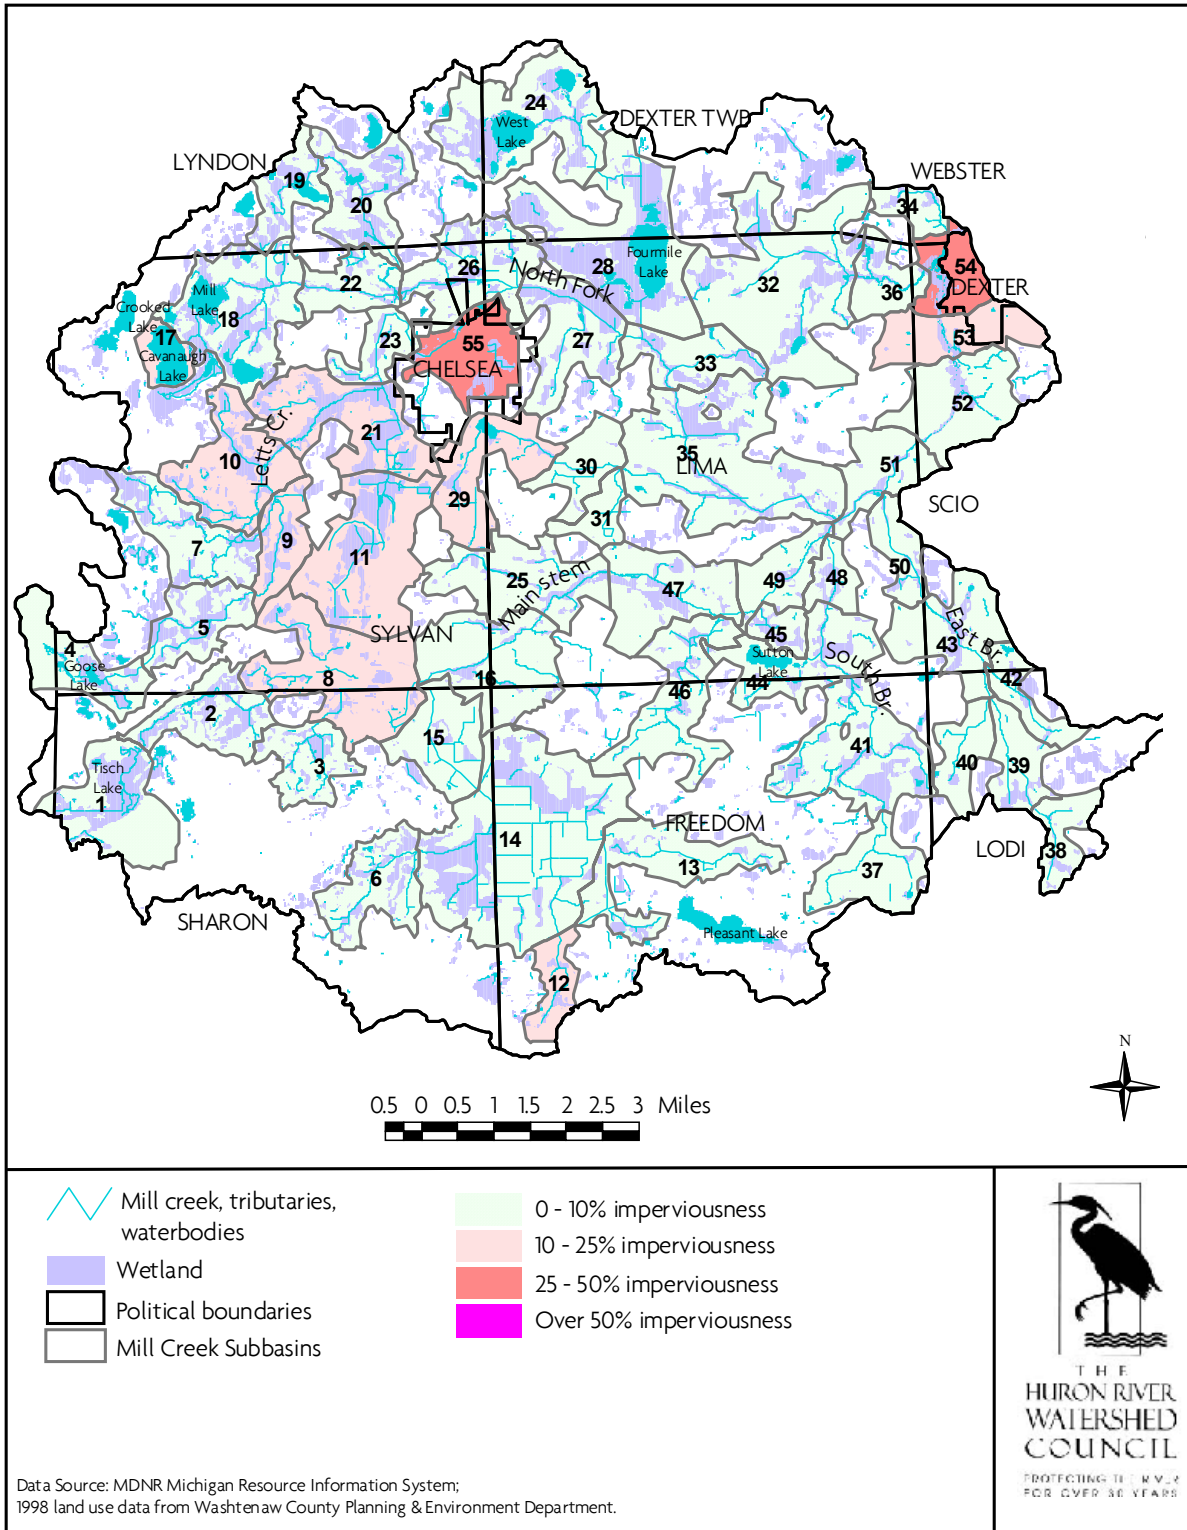 24
West
Lake
DEXTER TWP
LYNDON
WEBSTER
19
20
34
26
North Fork
28
Fourmile
Lake
54
DEXTER
22
32
36
Mill
Lake
Crooked
Lake
18
17
Cavanaugh
Lake
23
55
CHELSEA
27
53
33
52
Letts Cr.
21
10
35
LIMA
30
51
29
SCIO
31
9
7
11
25
Main stem
47
49
48
50
5
SYLVAN
45
Sutton
Lake
South Br.
East Br.
43
4
Goose
Lake
8
16
46
44
42
2
15
41
3
40
39
Tisch
Lake
1
14
FREEDOM
LODI
38
13
37
6
SHARON
Pleasant Lake
12
N
0.5 0 0.5 1 1.5 2 2.5 3 Miles
Mill creek, tributaries,
waterbodies
Wetland
Political boundaries
Mill Creek Subbasins
0 - 10% imperviousness
10 - 25% imperviousness
25 - 50% imperviousness
Over 50% imperviousness
THE
HURON RIVER
WATERSHED
COUNCIL
PROTECTING THE RIVER
FOR OVER 30 YEARS
Data Source: MDNR Michigan Resource Information System;
1998 land use data from Washtenaw County Planning & Environment Department.